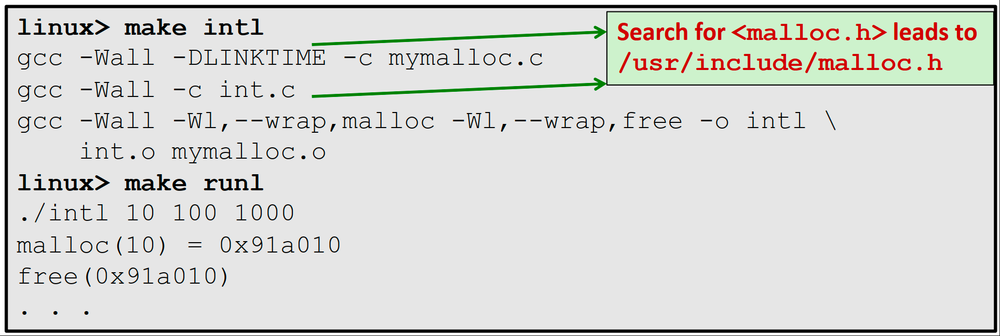 linux> make intl
Search for <malloc.h> leads to
/usr/include/malloc.h
gcc -Wall -DLINKTIME -c mymalloc.c
gcc -Wall -c int.c
gcc -Wall -Wl,--wrap,malloc -Wl,--wrap,free -o intl \
int.o mymalloc.o
linux> make runl
./intl 10 100 1000
malloc(10) = 0x91a010
free(0x91a010)
. . .